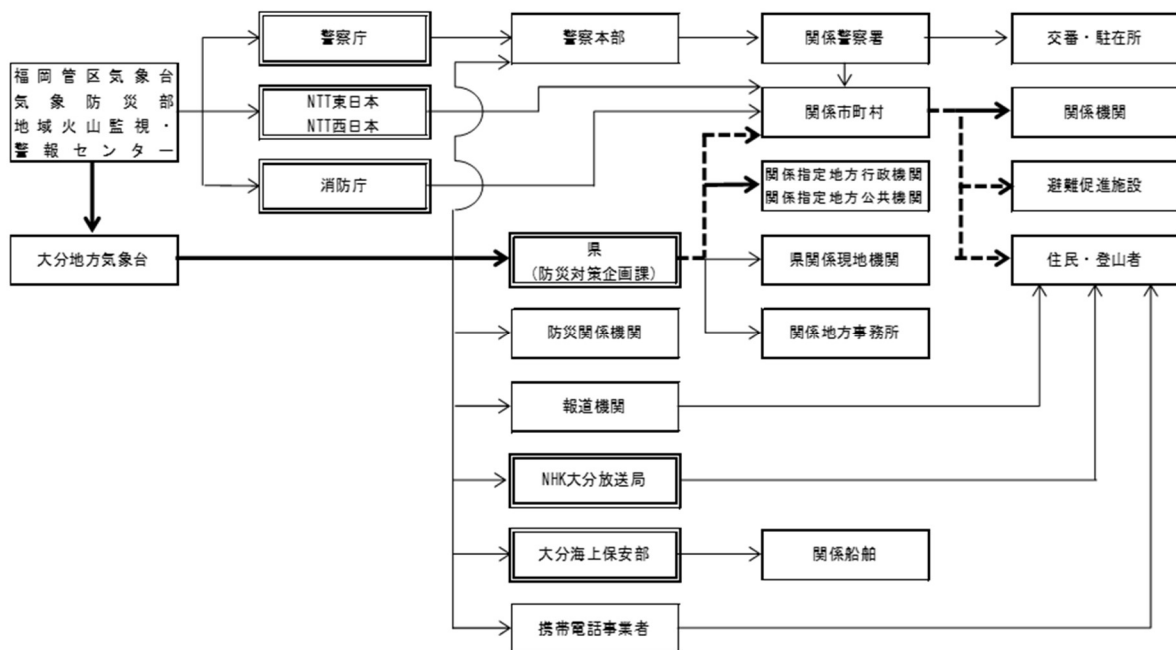 警察庁
警察本部
関係警察署
交番・駐在所
福岡管区気象台
気象防災部
地域火山監視・
警報センター
NTT東日本
NTT西日本
関係市町村
関係機関
消防庁
関係指定地方行政機関
関係指定地方公共機関
避難促進施設
大分地方気象台
県
(防災対策企画課)
県関係現地機関
住民・登山者
防災関係機関
関係地方事務所
報道機関
NHK大分放送局
大分海上保安部
関係船舶
携帯電話事業者